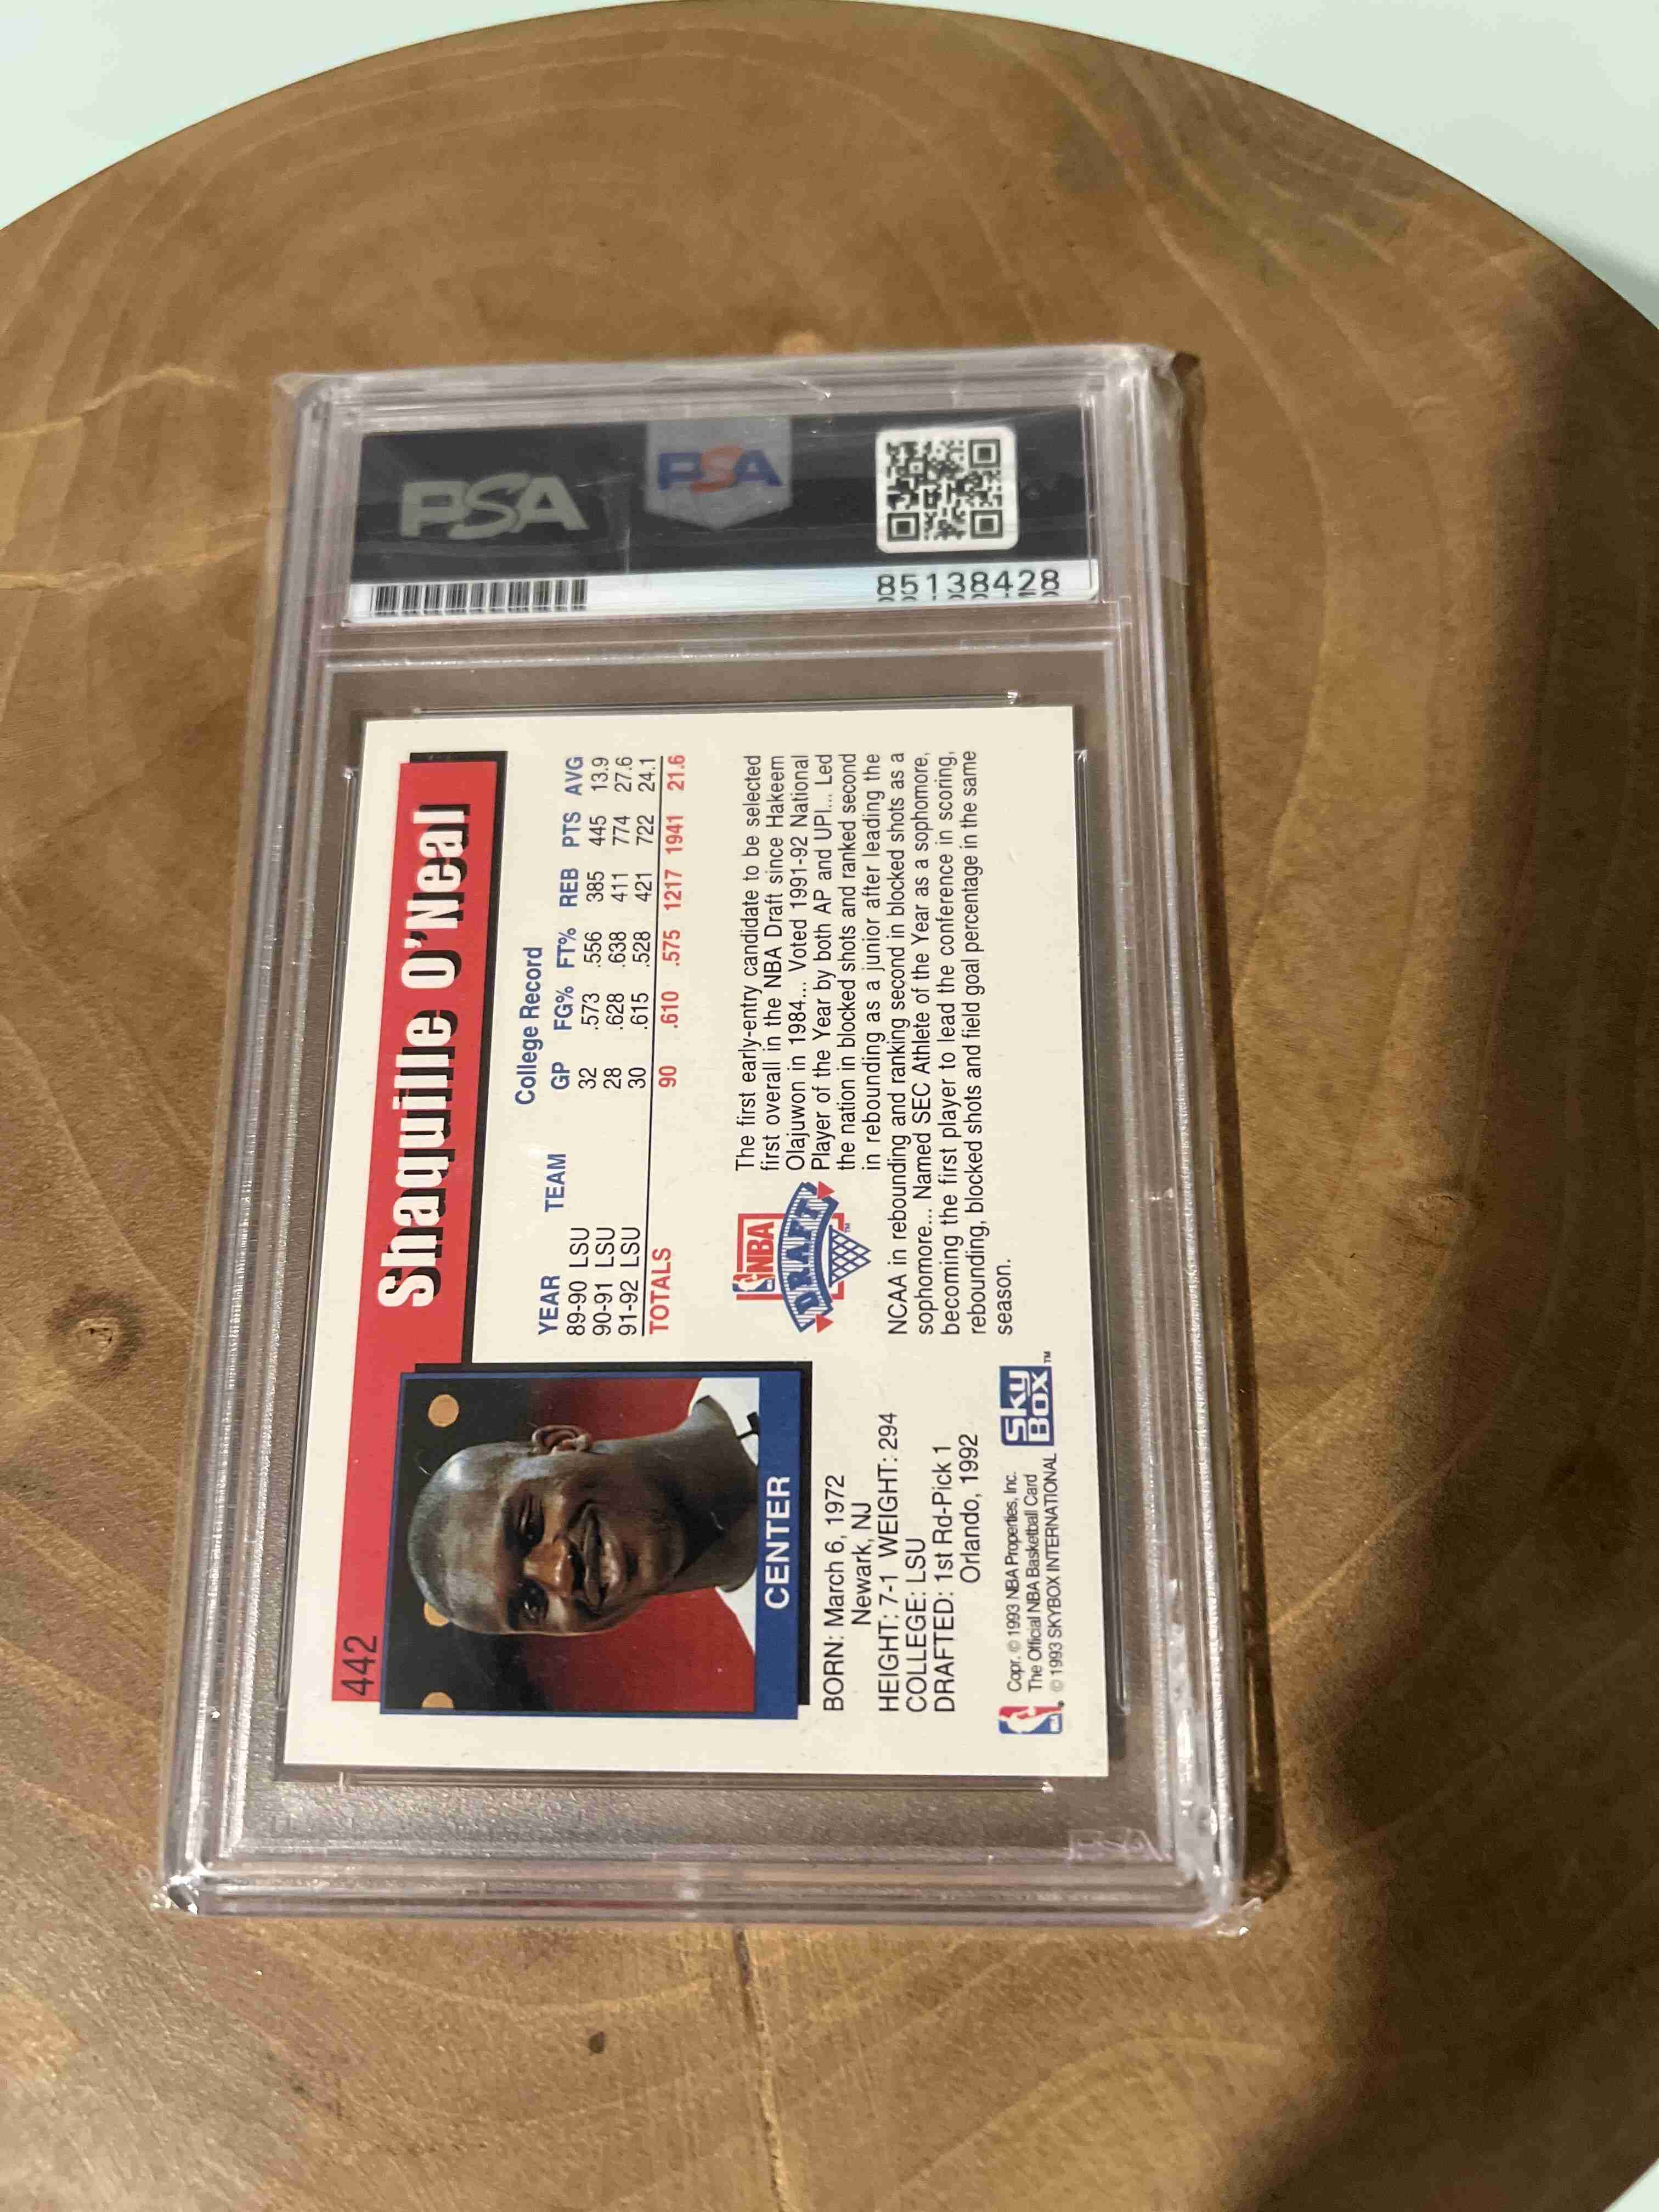 PSA
PSA
85138428
442
Shaquille O'Neal
CENTER
College Record
YEAR TEAM GP FG% FT% REB PTS AVG
89-90 LSU 32 .573 .556 385 445 13.9
90-91 LSU 28 .628 .638 411 774 27.6
91-92 LSU 30 .615 .528 421 722 24.1
TOTALS 90 .610 .575 1217 1941 21.6
BORN: March 6, 1972
Newark, NJ
HEIGHT: 7-1 WEIGHT: 294
COLLEGE: LSU
DRAFTED: 1st Rd-Pick 1
Orlando, 1992
NBA
DRAFT
TM
The first early-entry candidate to be selected
first overall in the NBA Draft since Hakeem
Olajuwon in 1984... Voted 1991-92 National
Player of the Year by both AP and UPI... Led
the nation in blocked shots and ranked second
in rebounding as a junior after leading the
NCAA in rebounding and ranking second in blocked shots as a
sophomore... Named SEC Athlete of the Year as a sophomore,
becoming the first player to lead the conference in scoring,
rebounding, blocked shots and field goal percentage in the same
season.
NBA
®
Copr. © 1993 NBA Properties, Inc.
The Official NBA Basketball Card
© 1993 SKYBOX INTERNATIONAL
Sky
Box
TM
PSA